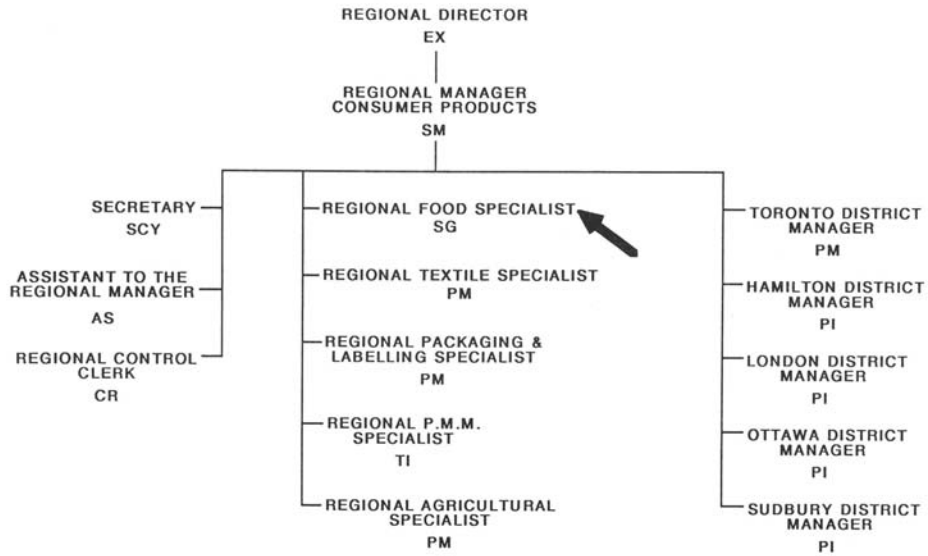 REGIONAL DIRECTOR
EX
REGIONAL MANAGER
CONSUMER PRODUCTS
SM
SECRETARY
SCY
ASSISTANT TO THE
REGIONAL MANAGER
AS
REGIONAL CONTROL
CLERK
CR
REGIONAL FOOD SPECIALIST
SG
REGIONAL TEXTILE SPECIALIST
PM
REGIONAL PACKAGING &
LABELLING SPECIALIST
PM
REGIONAL P.M.M.
SPECIALIST
TI
REGIONAL AGRICULTURAL
SPECIALIST
PM
TORONTO DISTRICT
MANAGER
PM
HAMILTON DISTRICT
MANAGER
PI
LONDON DISTRICT
MANAGER
PI
OTTAWA DISTRICT
MANAGER
PI
SUDBURY DISTRICT
MANAGER
PI